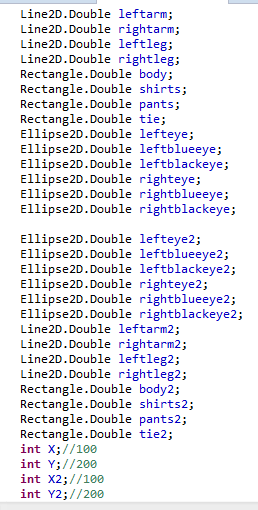 Line2D.Double leftarm;
Line2D.Double rightarm;
Line2D.Double leftleg;
Line2D.Double rightleg;
Rectangle.Double body;
Rectangle.Double shirts;
Rectangle.Double pants;
Rectangle.Double tie;
Ellipse2D.Double lefteye;
Ellipse2D.Double leftblueeye;
Ellipse2D.Double leftblackeye;
Ellipse2D.Double righteye;
Ellipse2D.Double rightblueeye;
Ellipse2D.Double rightblackeye;
Ellipse2D.Double lefteye2;
Ellipse2D.Double leftblueeye2;
Ellipse2D.Double leftblackeye2;
Ellipse2D.Double righteye2;
Ellipse2D.Double rightblueeye2;
Ellipse2D.Double rightblackeye2;
Line2D.Double leftarm2;
Line2D.Double rightarm2;
Line2D.Double leftleg2;
Line2D.Double rightleg2;
Rectangle.Double body2;
Rectangle.Double shirts2;
Rectangle.Double pants2;
Rectangle.Double tie2;
int X;//100
int Y;//200
int X2;//100
int Y2;//200